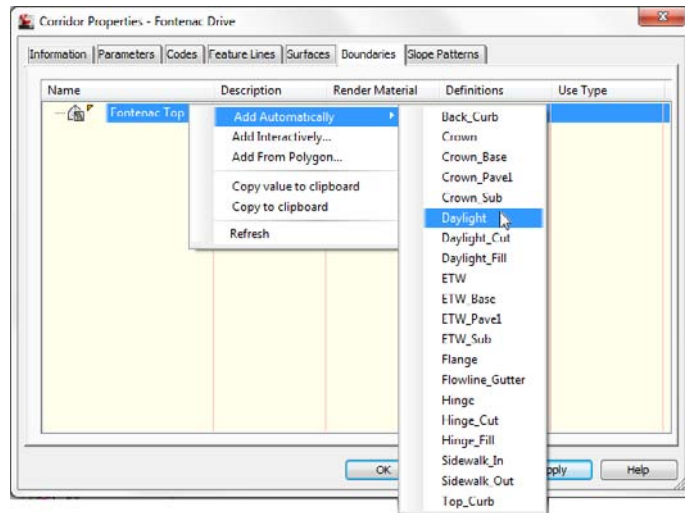 Corridor Properties - Fontenac Drive
Information Parameters Codes Feature Lines Surfaces Boundaries Slope Patterns
Name Description Render Material Definitions Use Type
Fontenac Top
Add Automatically
Add Interactively...
Add From Polygon...
Copy value to clipboard
Copy to clipboard
Refresh
Back_Curb
Crown
Crown_Base
Crown_Pave1
Crown_Sub
Daylight
Daylight_Cut
Daylight_Fill
ETW
ETW_Base
ETW_Pave1
ETW_Sub
Flange
Flowline_Gutter
Hinge
Hinge_Cut
Hinge_Fill
Sidewalk_In
Sidewalk_Out
Top_Curb
OK pply Help